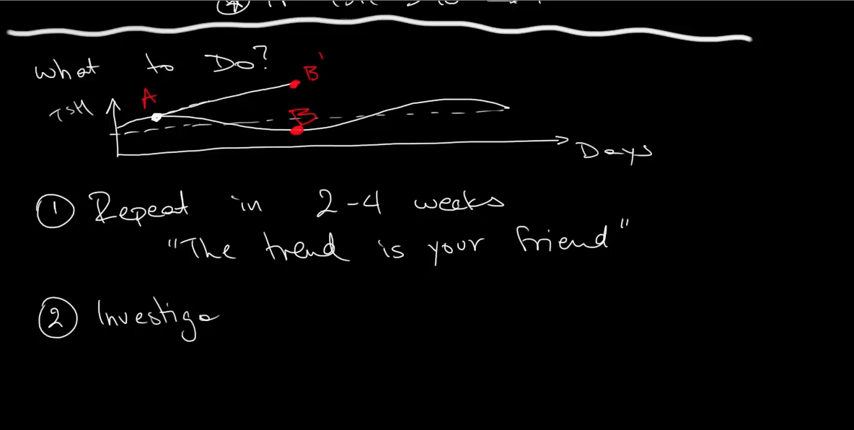 What to Do?
B'
A
TSH
B
Days
① Repeat in 2-4 weeks
"The trend is your friend"
② Investiga